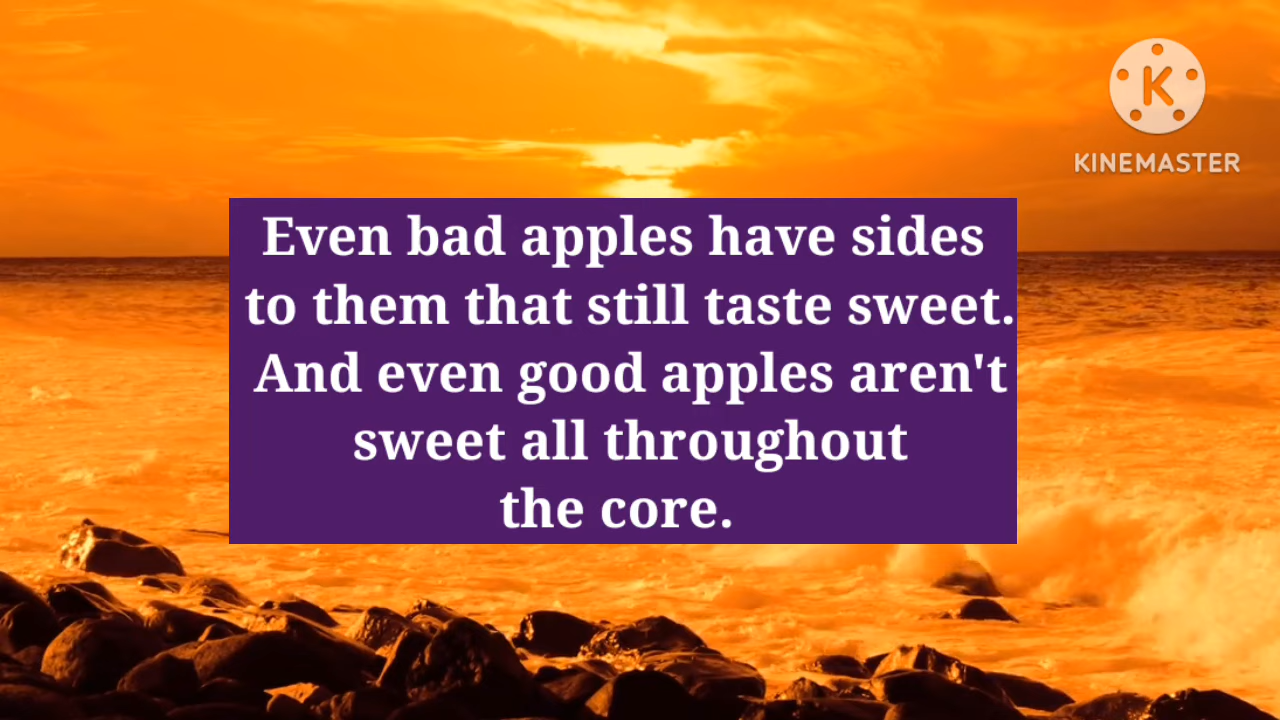 KINEMASTER
Even bad apples have sides
to them that still taste sweet.
And even good apples aren't
sweet all throughout
the core.